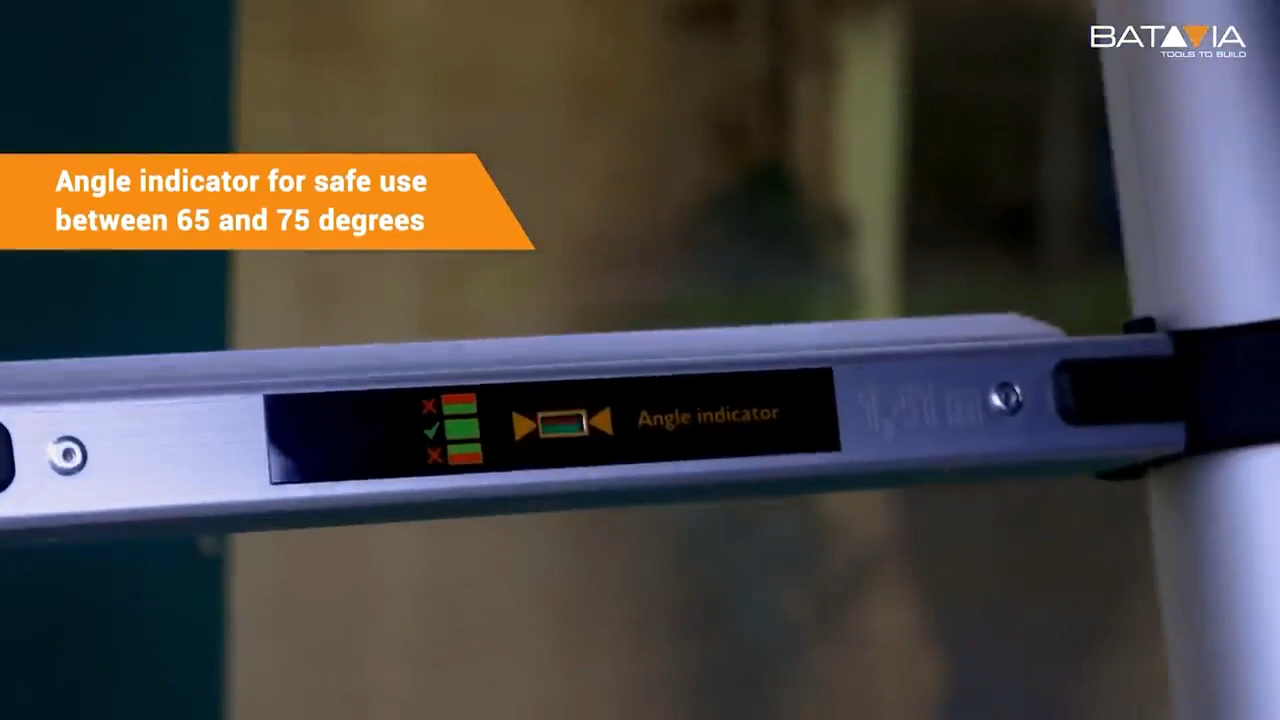 BATAVIA
TOOLS TO BUILD
Angle indicator for safe use
between 65 and 75 degrees
Angle indicator